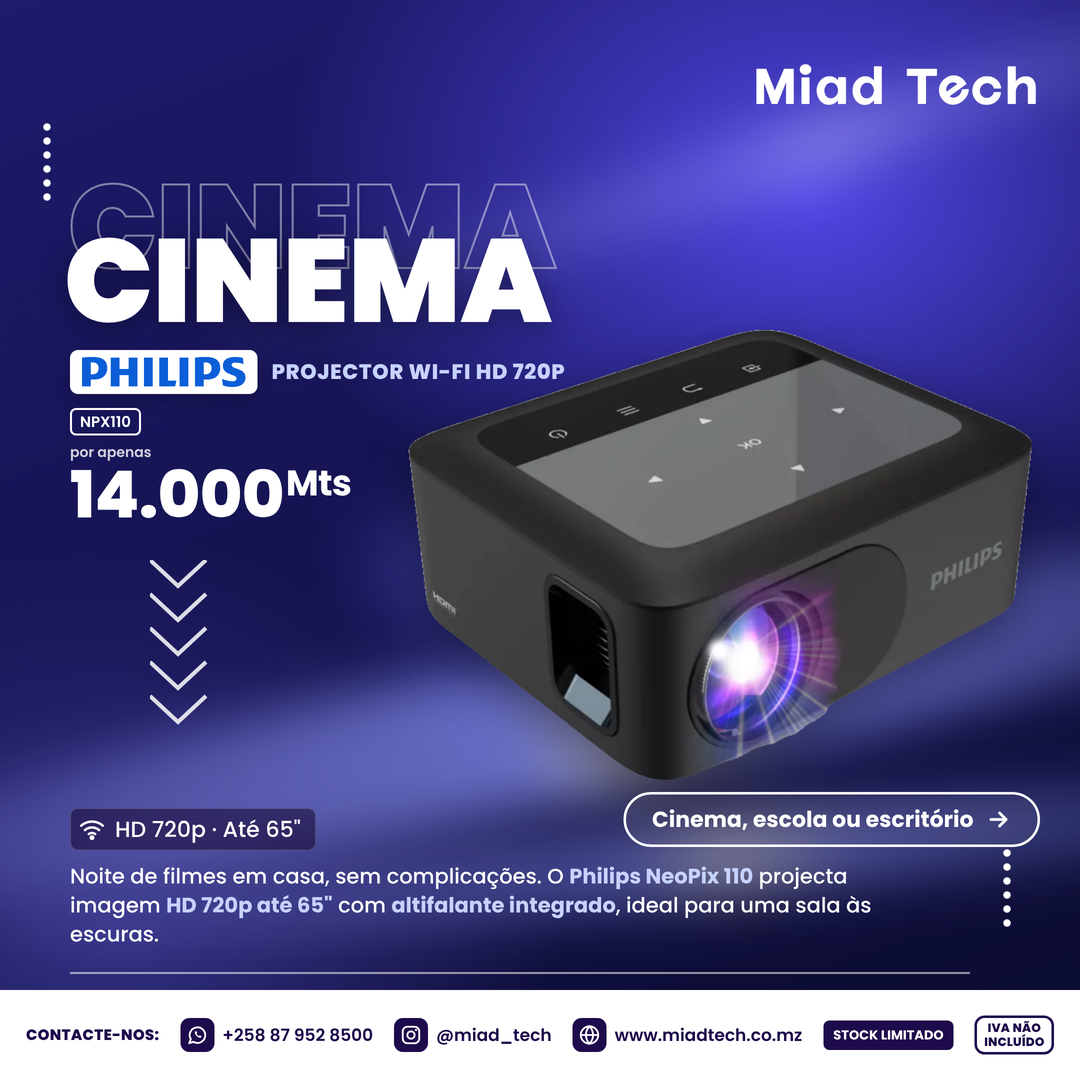 Miad Tech
CINEMA
CINEMA
PHILIPS PROJECTOR WI-FI HD 720P
NPX110
por apenas
14.000Mts
OK
HDMI
PHILIPS
HD 720p · Até 65"
Cinema, escola ou escritório
Noite de filmes em casa, sem complicações. O Philips NeoPix 110 projecta
imagem HD 720p até 65" com altifalante integrado, ideal para uma sala às
escuras.
CONTACTE-NOS: +258 87 952 8500 @miad_tech www.miadtech.co.mz STOCK LIMITADO
IVA NÃO
INCLUÍDO